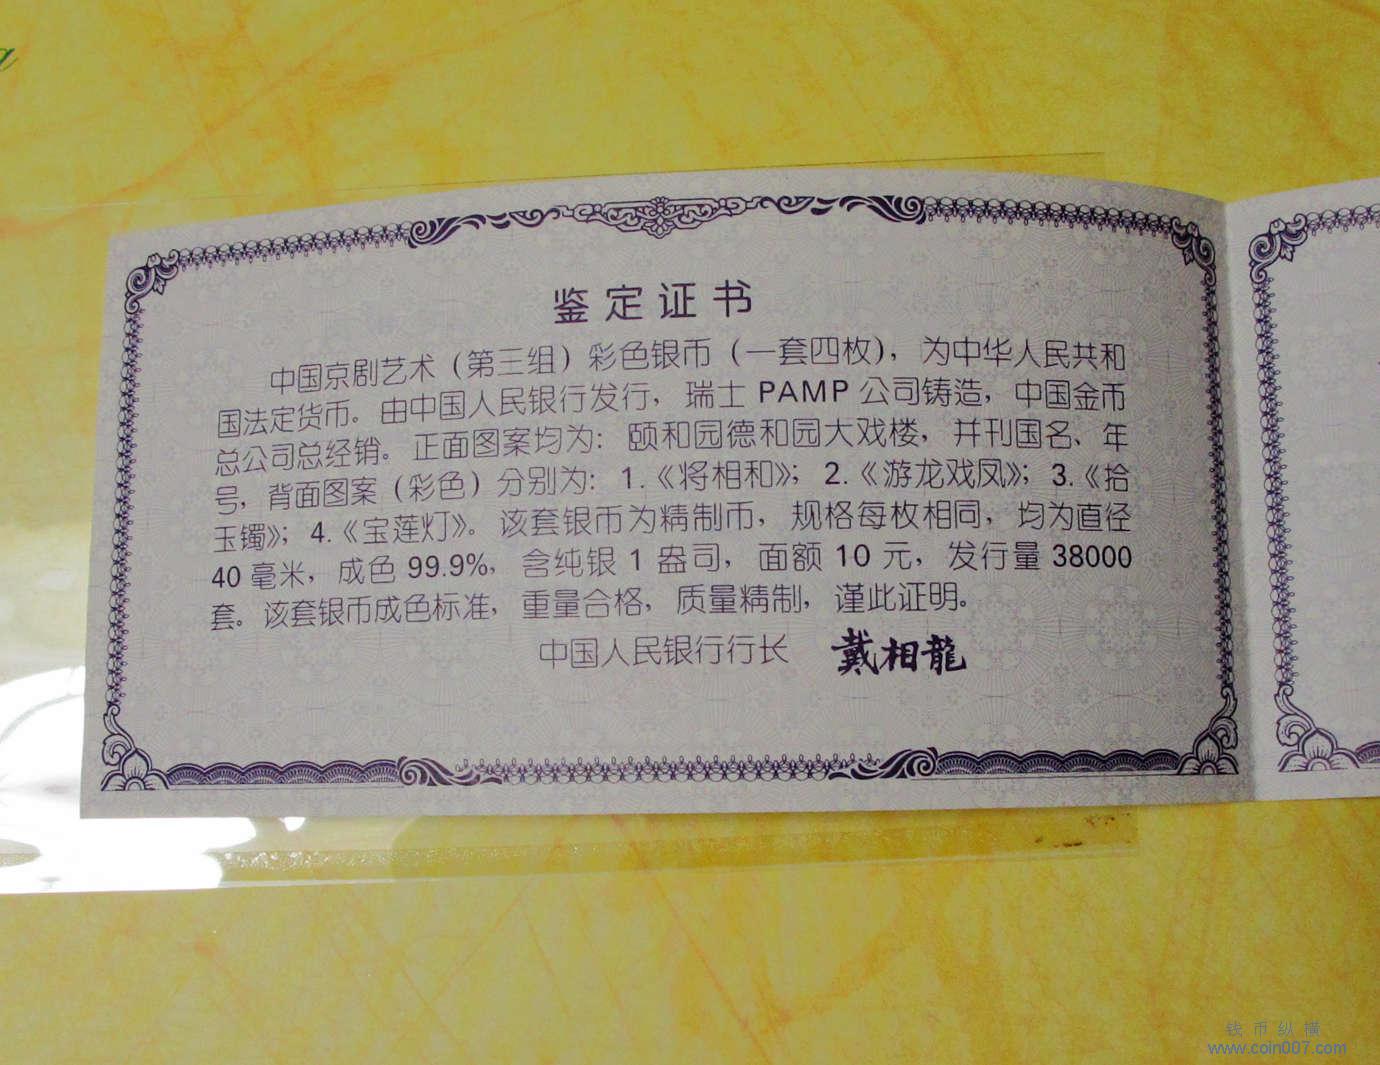 鉴定证书
中国京剧艺术（第三组）彩色银币（一套四枚），为中华人民共和
国法定货币。由中国人民银行发行，瑞士 PAMP 公司铸造，中国金币
总公司总经销。正面图案均为：颐和园德和园大戏楼，并刊国名、年
号，背面图案（彩色）分别为：1.《将相和》；2.《游龙戏凤》；3.《拾
玉镯》；4.《宝莲灯》。该套银币为精制币，规格每枚相同，均为直径
40 毫米，成色 99.9%，含纯银 1 盎司，面额 10 元，发行量 38000
套。该套银币成色标准，重量合格，质量精制，谨此证明。
中国人民银行行长 戴相龍
钱币纵横
www.coin007.com